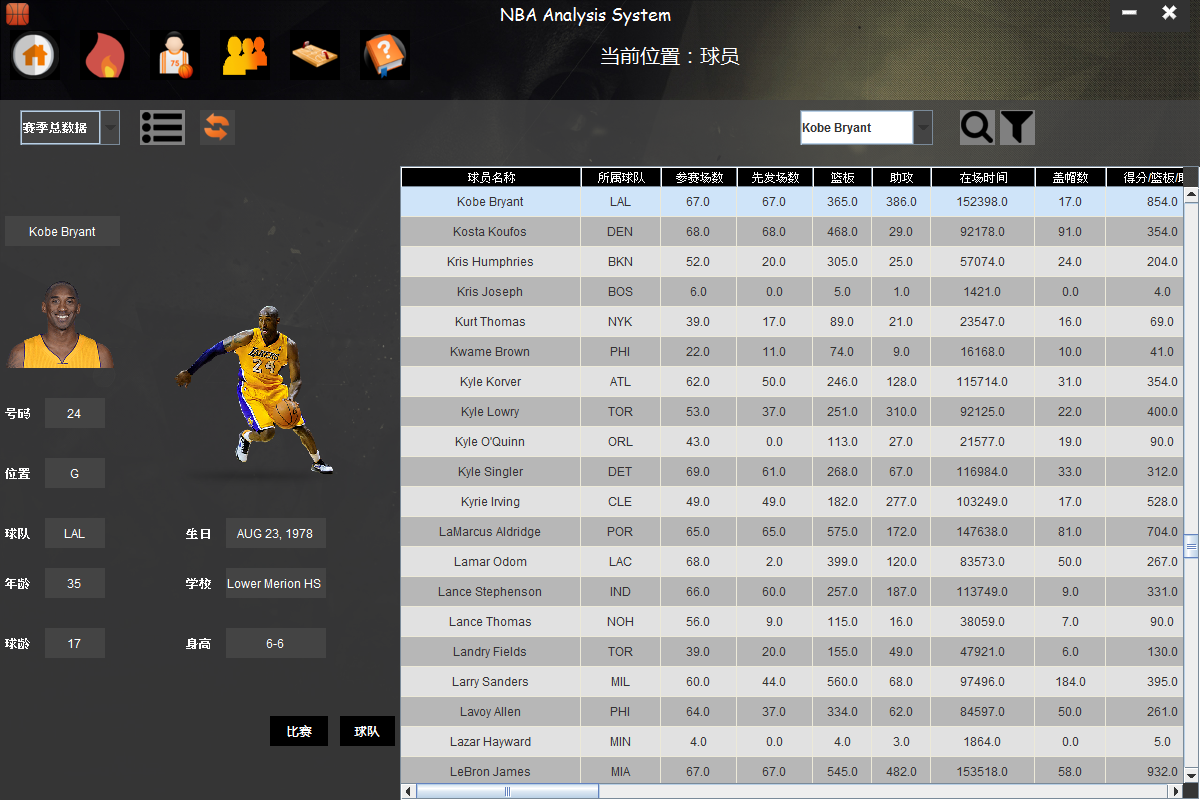 NBA Analysis System
当前位置：球员
赛季总数据
Kobe Bryant
球员名称 所属球队 参赛场数 先发场数 篮板 助攻 在场时间 盖帽数 得分/篮板/
Kobe Bryant LAL 67.0 67.0 365.0 386.0 152398.0 17.0 854.0
Kosta Koufos DEN 68.0 68.0 468.0 29.0 92178.0 91.0 354.0
Kris Humphries BKN 52.0 20.0 305.0 25.0 57074.0 24.0 204.0
Kris Joseph BOS 6.0 0.0 5.0 1.0 1421.0 0.0 4.0
Kurt Thomas NYK 39.0 17.0 89.0 21.0 23547.0 16.0 69.0
Kwame Brown PHI 22.0 11.0 74.0 9.0 16168.0 10.0 41.0
Kyle Korver ATL 62.0 50.0 246.0 128.0 115714.0 31.0 354.0
Kyle Lowry TOR 53.0 37.0 251.0 310.0 92125.0 22.0 400.0
Kyle O'Quinn ORL 43.0 0.0 113.0 27.0 21577.0 19.0 90.0
Kyle Singler DET 69.0 61.0 268.0 67.0 116984.0 33.0 312.0
Kyrie Irving CLE 49.0 49.0 182.0 277.0 103249.0 17.0 528.0
LaMarcus Aldridge POR 65.0 65.0 575.0 172.0 147638.0 81.0 704.0
Lamar Odom LAC 68.0 2.0 399.0 120.0 83573.0 50.0 267.0
Lance Stephenson IND 66.0 60.0 257.0 187.0 113749.0 9.0 331.0
Lance Thomas NOH 56.0 9.0 115.0 16.0 38059.0 7.0 90.0
Landry Fields TOR 39.0 20.0 155.0 49.0 47921.0 6.0 130.0
Larry Sanders MIL 60.0 44.0 560.0 68.0 97496.0 184.0 395.0
Lavoy Allen PHI 64.0 37.0 334.0 62.0 84597.0 50.0 261.0
Lazar Hayward MIN 4.0 0.0 4.0 3.0 1864.0 0.0 5.0
LeBron James MIA 67.0 67.0 545.0 482.0 153518.0 58.0 932.0
Kobe Bryant
LAKERS
24
号码 24
位置 G
球队 LAL 生日 AUG 23, 1978
年龄 35 学校 Lower Merion HS
球龄 17 身高 6-6
比赛 球队